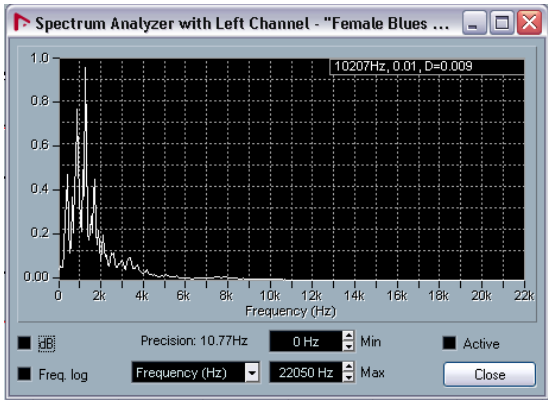 Spectrum Analyzer with Left Channel - "Female Blues ...
10207Hz, 0.01, D=0.009
1.0
0.8
0.6
0.4
0.2
0.00
0 2k 4k 6k 8k 10k 12k 14k 16k 18k 20k 22k
Frequency (Hz)
dB Precision: 10.77Hz 0 Hz Min Active
Freq. log Frequency (Hz) 22050 Hz Max Close